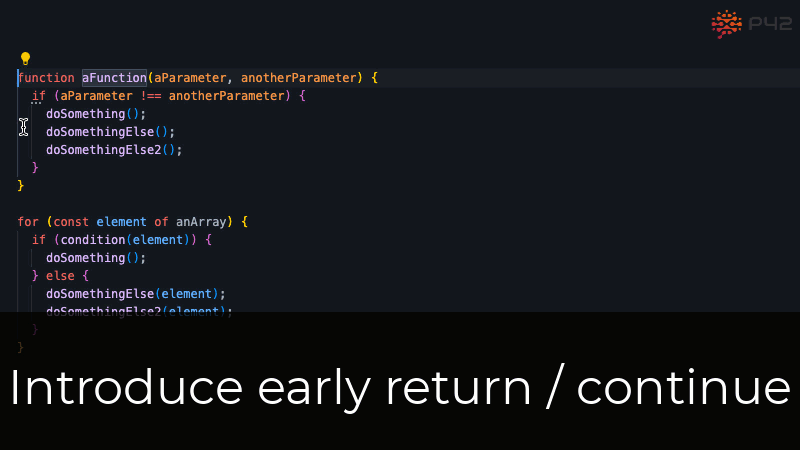 P42
function aFunction(aParameter, anotherParameter) {
if (aParameter !== anotherParameter) {
doSomething();
doSomethingElse();
doSomethingElse2();
}
}
for (const element of anArray) {
if (condition(element)) {
doSomething();
} else {
doSomethingElse(element);
doSomethingElse2(element);
}
}
Introduce early return / continue